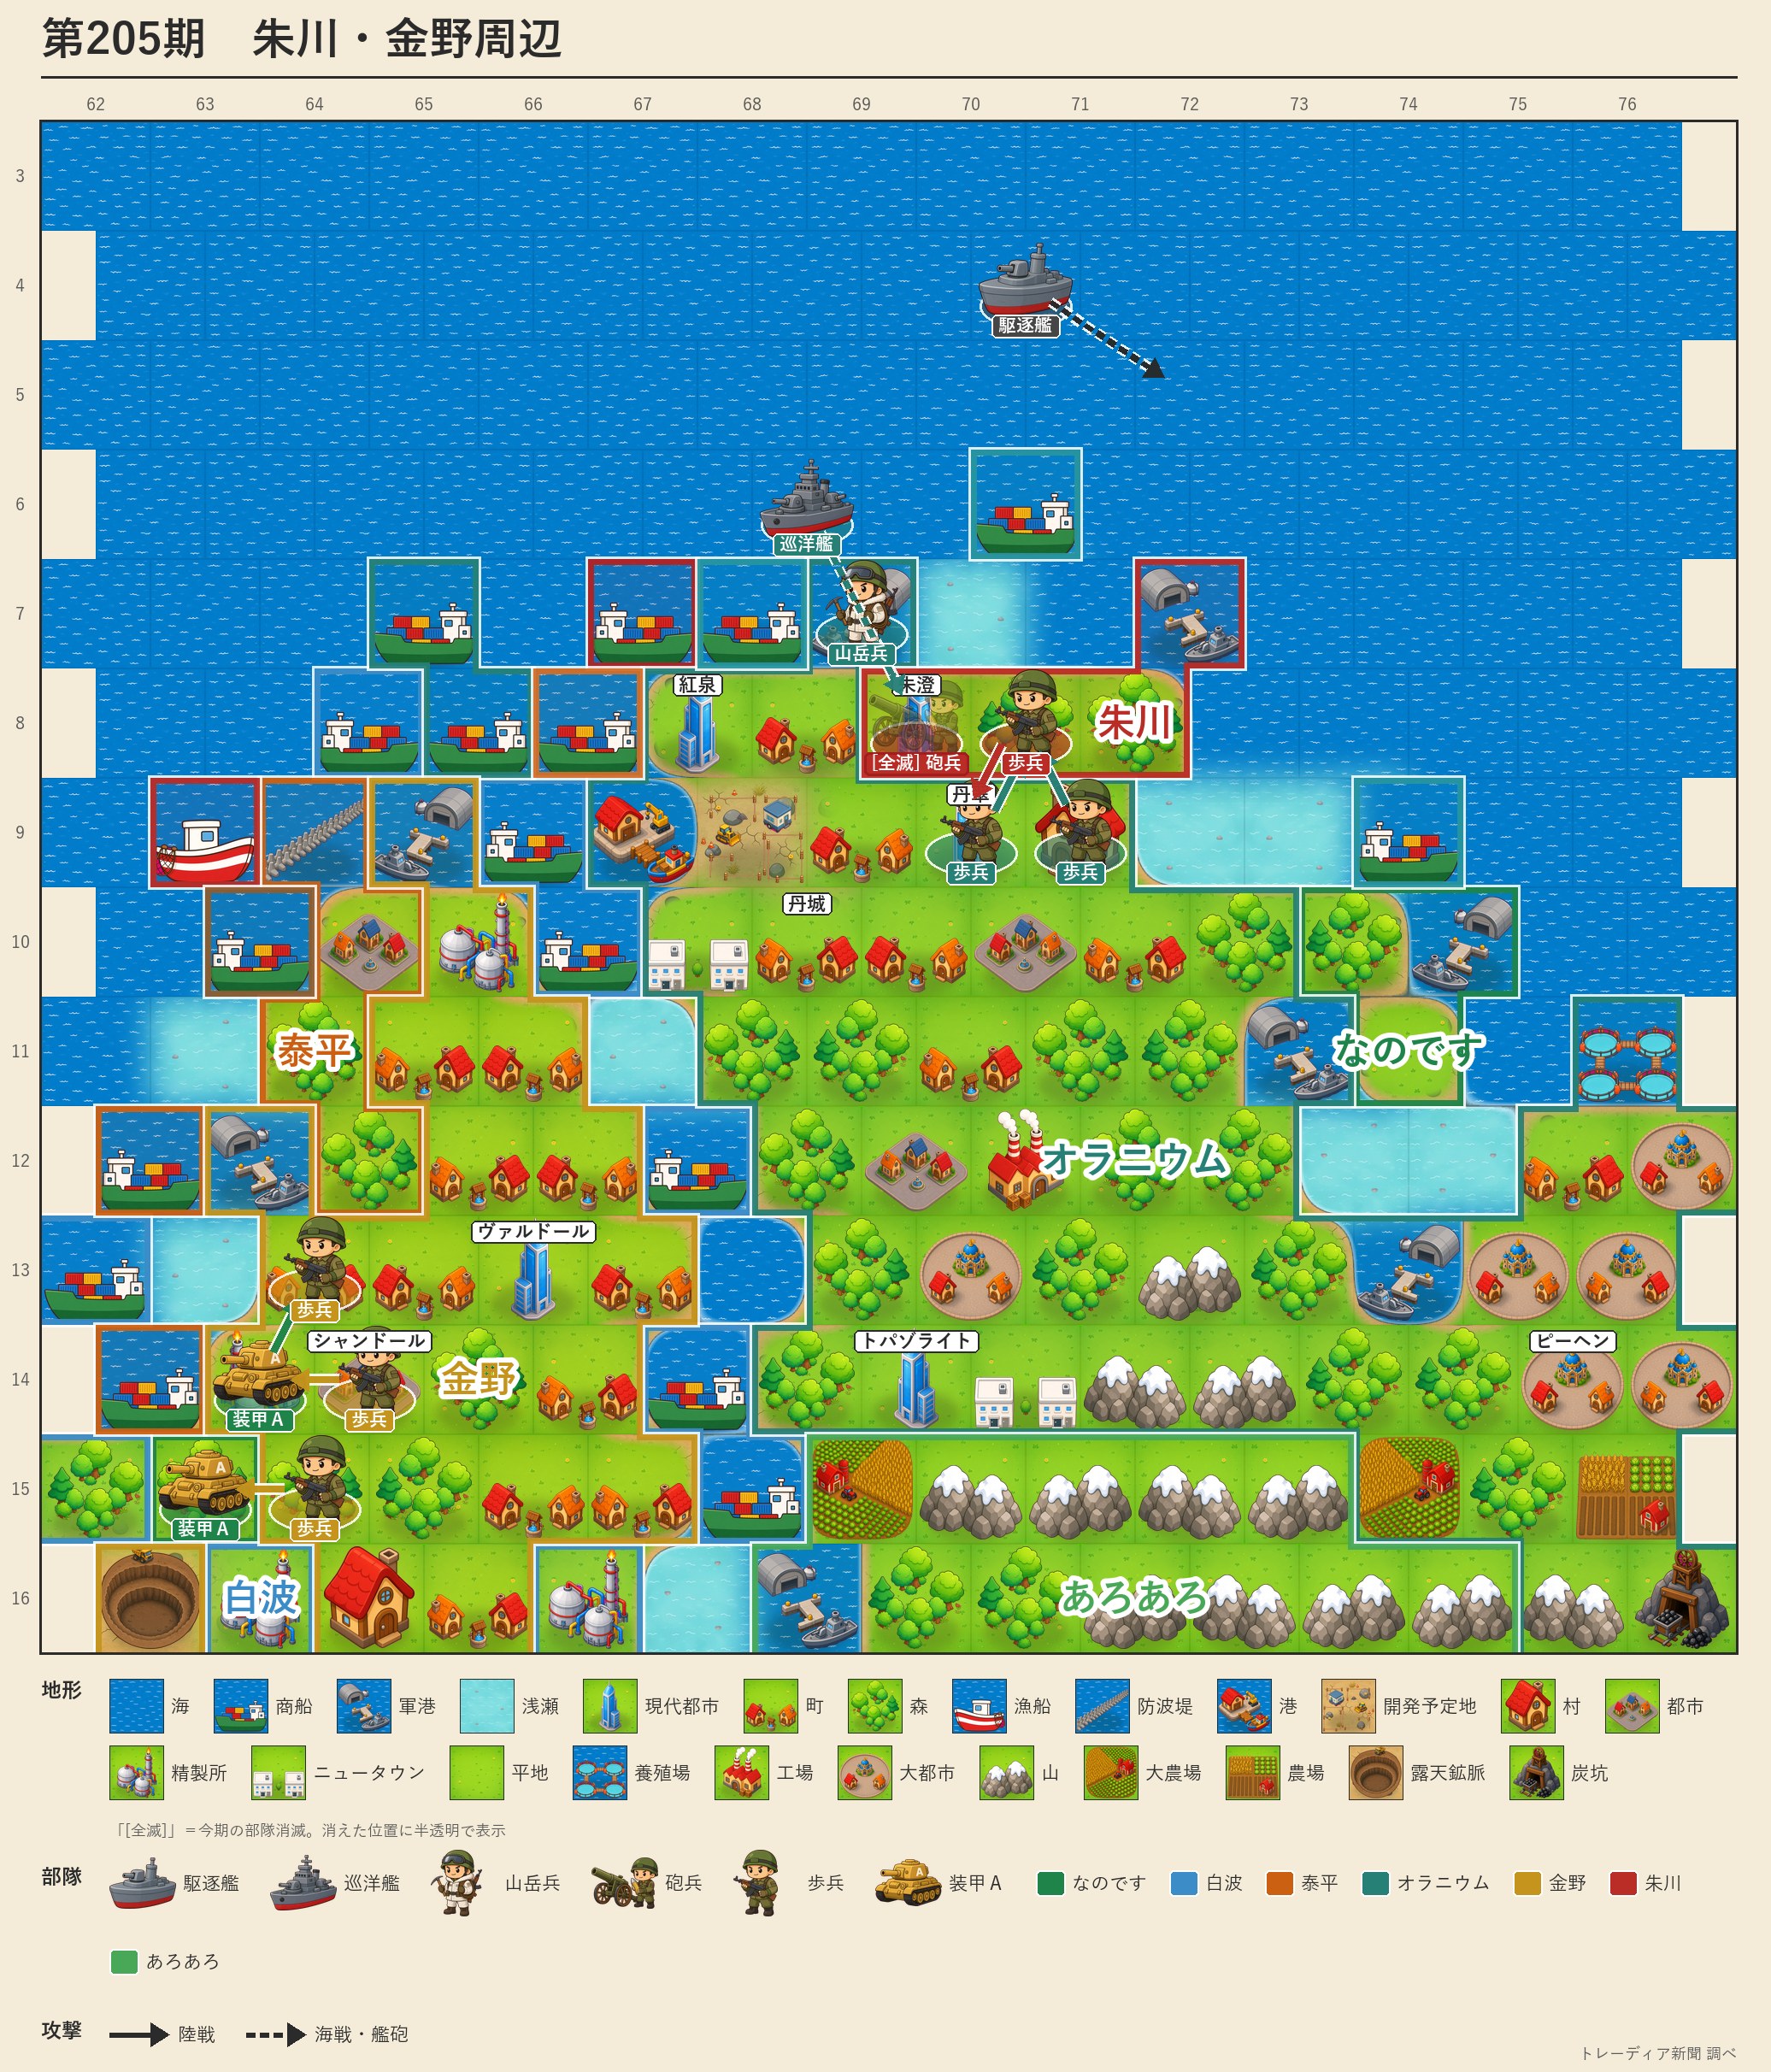 第205期　朱川・金野周辺
62 63 64 65 66 67 68 69 70 71 72 73 74 75 76
3
4
駆逐艦
5
6
巡洋艦
7
山岳兵
8
紅泉
朱澄
朱川
[全滅] 砲兵
歩兵
9
歩兵
歩兵
10
丹城
11
泰平
なのです
12
オラニウム
13
ヴァルドール
歩兵
14
シャンドール
金野
トパゾライト
ピーヘン
装甲A
歩兵
15
A
装甲A
歩兵
16
白波
あろあろ
地形 海 商船 軍港 浅瀬 現代都市 町 森 漁船 防波堤 港 開発予定地 村 都市
精製所 ニュータウン 平地 養殖場 工場 大都市 山 大農場 農場 露天鉱脈 炭坑
「[全滅]」＝今期の部隊消滅。消えた位置に半透明で表示
部隊 駆逐艦 巡洋艦 山岳兵 砲兵 歩兵 装甲A なのです 白波 泰平 オラニウム 金野 朱川
あろあろ
攻撃 陸戦 海戦・艦砲
トレーディア新聞 調べ